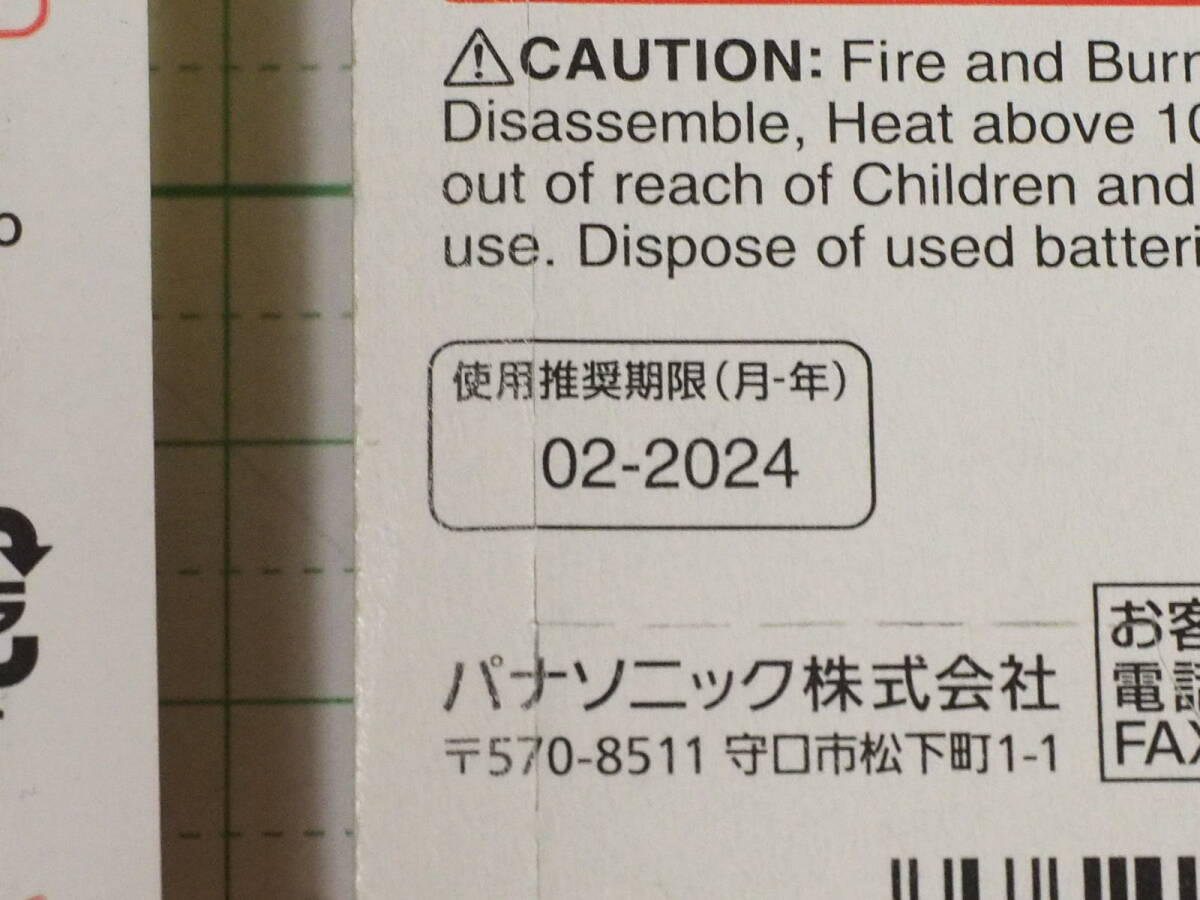 ⚠CAUTION: Fire and Burn
Disassemble, Heat above 10
out of reach of Children and
use. Dispose of used batteri
使用推奨期限(月-年)
02-2024
パナソニック株式会社
〒570-8511 守口市松下町1-1
お客
電話
FAX